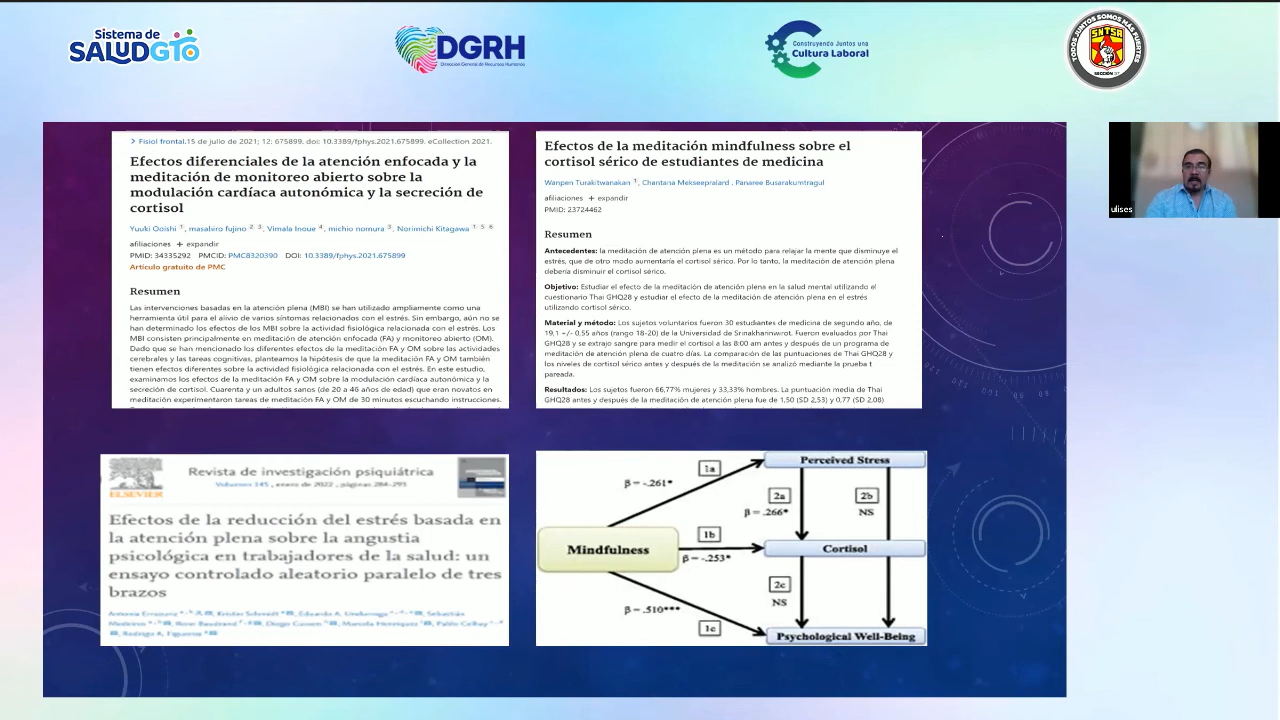 Sistema de
SALUDGTO
DGRH
Dirección General de Recursos Humanos
Construyendo Juntos una
Cultura Laboral
TODOS JUNTOS SOMOS MÁS FUERTES
SNTSA
SECCIÓN 37
> Fisiol frontal.15 de julio de 2021; 12: 675899. doi: 10.3389/fphys.2021.675899. eCollection 2021.
Efectos diferenciales de la atención enfocada y la
meditación de monitoreo abierto sobre la
modulación cardíaca autonómica y la secreción de
cortisol
Yuuki Ooishi 1, masahiro fujino 2 3, Vimala Inoue 4, michio nomura 3, Norimichi Kitagawa 1 5 6
afiliaciones + expandir
PMID: 34335292 PMCID: PMC8320390 DOI: 10.3389/fphys.2021.675899
Artículo gratuito de PMC
Resumen
Las intervenciones basadas en la atención plena (MBI) se han utilizado ampliamente como una
herramienta útil para el alivio de varios síntomas relacionados con el estrés. Sin embargo, aún no se
han determinado los efectos de los MBI sobre la actividad fisiológica relacionada con el estrés. Los
MBI consisten principalmente en meditación de atención enfocada (FA) y monitoreo abierto (OM).
Dado que se han mencionado los diferentes efectos de la meditación FA y OM sobre las actividades
cerebrales y las tareas cognitivas, planteamos la hipótesis de que la meditación FA y OM también
tienen efectos diferentes sobre la actividad fisiológica relacionada con el estrés. En este estudio,
examinamos los efectos de la meditación FA y OM sobre la modulación cardíaca autonómica y la
secreción de cortisol. Cuarenta y un adultos sanos (de 20 a 46 años de edad) que eran novatos en
meditación experimentaron tareas de meditación FA y OM de 30 minutos escuchando instrucciones.
Efectos de la meditación mindfulness sobre el
cortisol sérico de estudiantes de medicina
Wanpen Turakitwanakan 1, Chantana Mekseepralard, Panaree Busarakumtragul
afiliaciones + expandir
PMID: 23724462
Resumen
Antecedentes: la meditación de atención plena es un método para relajar la mente que disminuye el
estrés, que de otro modo aumentaría el cortisol sérico. Por lo tanto, la meditación de atención plena
debería disminuir el cortisol sérico.
Objetivo: Estudiar el efecto de la meditación de atención plena en la salud mental utilizando el
cuestionario Thai GHQ28 y estudiar el efecto de la meditación de atención plena en el estrés
utilizando cortisol sérico.
Material y método: Los sujetos voluntarios fueron 30 estudiantes de medicina de segundo año, de
19,1 +/- 0,55 años (rango 18-20) de la Universidad de Srinakharinwirot. Fueron evaluados por Thai
GHQ28 y se extrajo sangre para medir el cortisol a las 8:00 am antes y después de un programa de
meditación de atención plena de cuatro días. La comparación de las puntuaciones de Thai GHQ28 y
los niveles de cortisol sérico antes y después de la meditación se analizó mediante la prueba t
pareada.
Resultados: Los sujetos fueron 66,77% mujeres y 33,33% hombres. La puntuación media de Thai
GHQ28 antes y después de la meditación de atención plena fue de 1,50 (SD 2,53) y 0,77 (SD 2,08)
ulises
ELSEVIER
Revista de investigación psiquiátrica
Volumen 145, enero de 2022, páginas 284-293
Efectos de la reducción del estrés basada en
la atención plena sobre la angustia
psicológica en trabajadores de la salud: un
ensayo controlado aleatorio paralelo de tres
brazos
1a
Perceived Stress
β = -.261*
2a
2b
β = .266*
NS
Mindfulness
1b
Cortisol
β = -.253*
2c
NS
β = .510***
1c
Psychological Well-Being